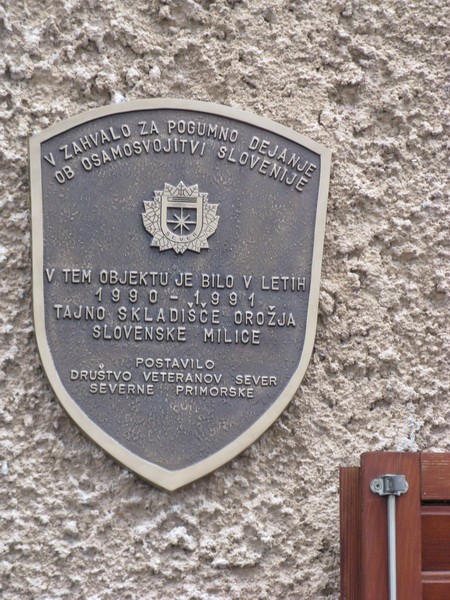 V ZAHVALO ZA POGUMNO DEJANJE
OB OSAMOSVOJITVI SLOVENIJE
V TEM OBJEKTU JE BILO V LETIH
1990 - 1991
TAJNO SKLADIŠČE OROŽJA
SLOVENSKE MILICE
POSTAVILO
DRUŠTVO VETERANOV SEVER
SEVERNE PRIMORSKE